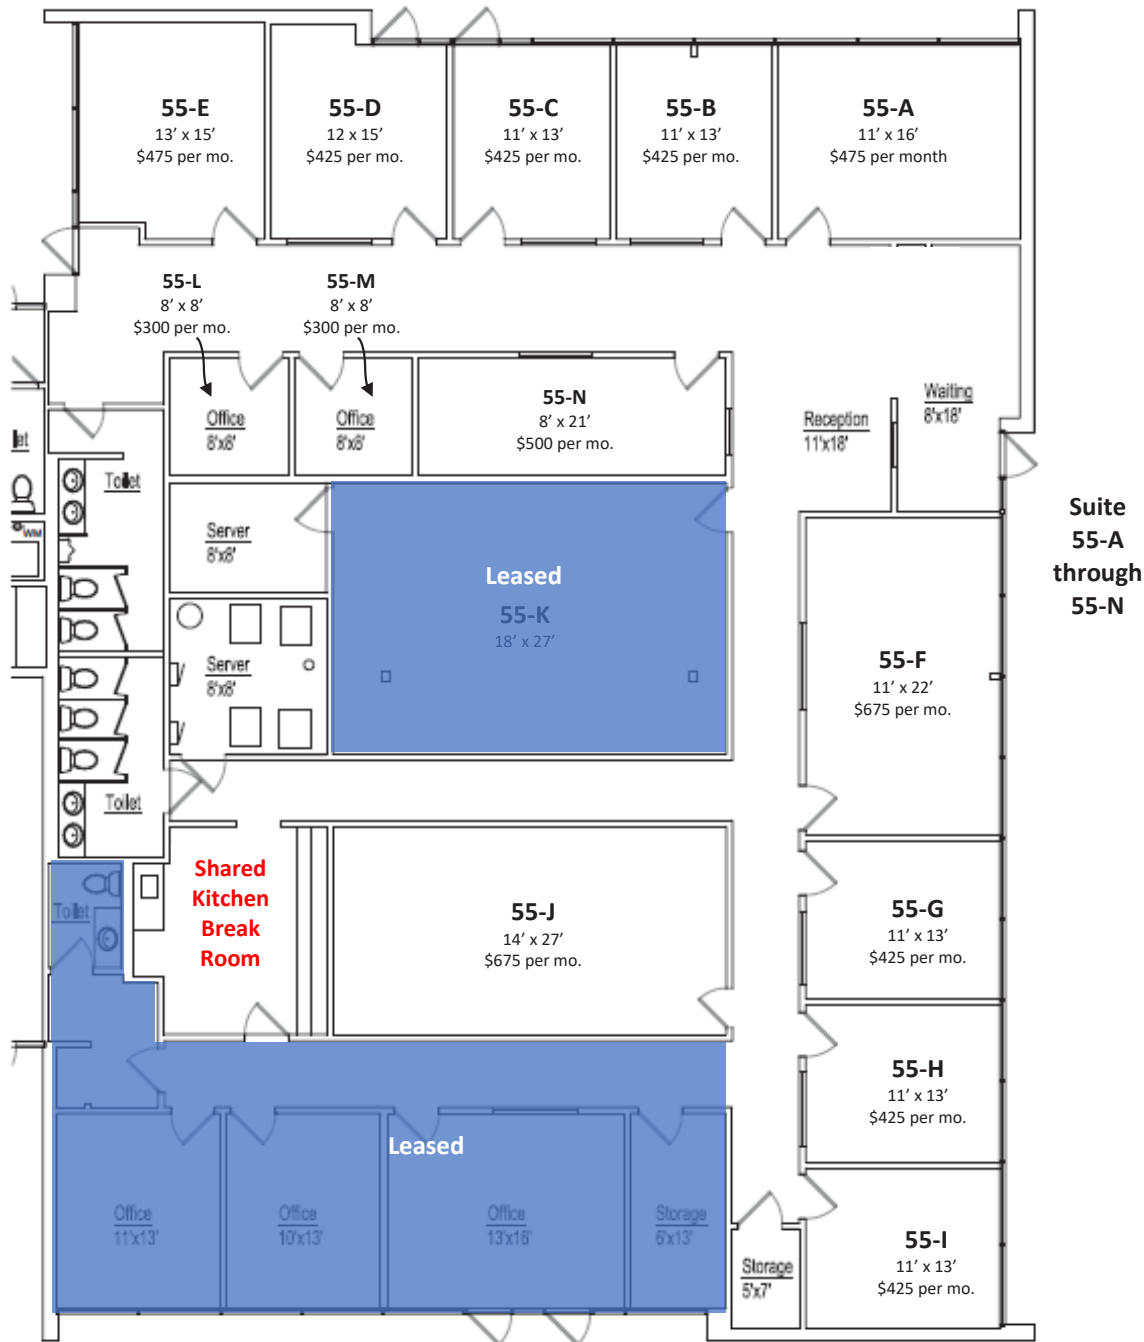 55-E
13’ x 15’
$475 per mo.
55-D
12 x 15’
$425 per mo.
55-C
11’ x 13’
$425 per mo.
55-B
11’ x 13’
$425 per mo.
55-A
11’ x 16’
$475 per month
55-L
8’ x 8’
$300 per mo.
55-M
8’ x 8’
$300 per mo.
Office
8'x8'
Office
8'x8'
55-N
8’ x 21’
$500 per mo.
Reception
11'x18'
Waiting
8'x18'
let
Toilet
WM
Server
8'x8'
Leased
55-K
18’ x 27’
Suite
55-A
through
55-N
Server
8'x8'
55-F
11’ x 22’
$675 per mo.
Toilet
Shared
Kitchen
Break
Room
Toilet
55-J
14’ x 27’
$675 per mo.
55-G
11’ x 13’
$425 per mo.
55-H
11’ x 13’
$425 per mo.
Leased
Office
11'x13'
Office
10'x13'
Office
13'x16'
Storage
6'x13'
Storage
5'x7'
55-I
11’ x 13’
$425 per mo.